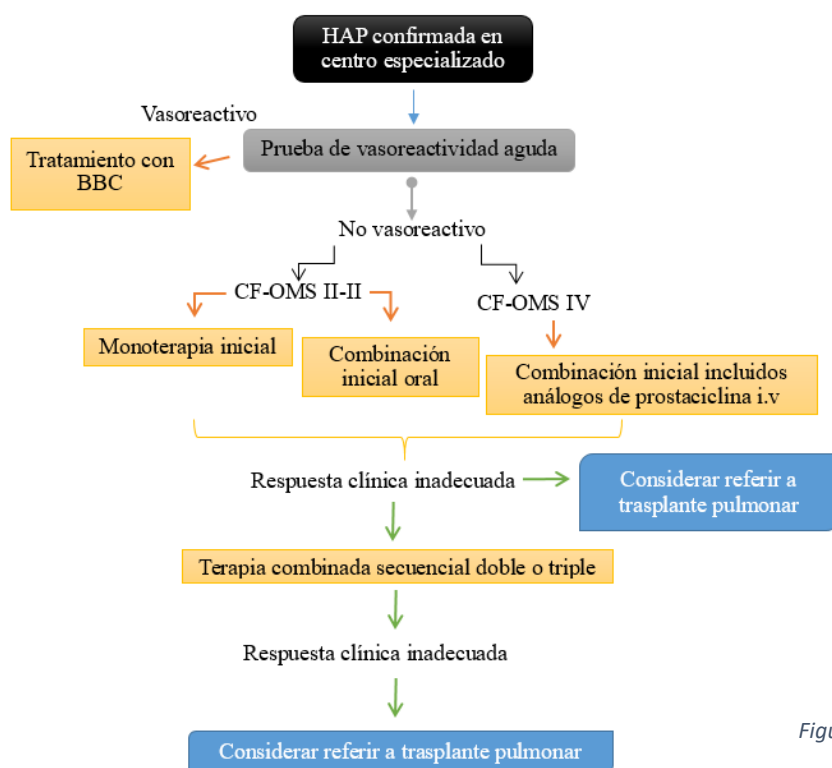 HAP confirmada en
centro especializado
Vasoreactivo
Prueba de vasoreactividad aguda
Tratamiento con
BBC
No vasoreactivo
CF-OMS II-II
CF-OMS IV
Monoterapia inicial
Combinación
inicial oral
Combinación inicial incluidos
análogos de prostaciclina i.v
Respuesta clínica inadecuada
Considerar referir a
trasplante pulmonar
Terapia combinada secuencial doble o triple
Respuesta clínica inadecuada
Figu
Considerar referir a trasplante pulmonar